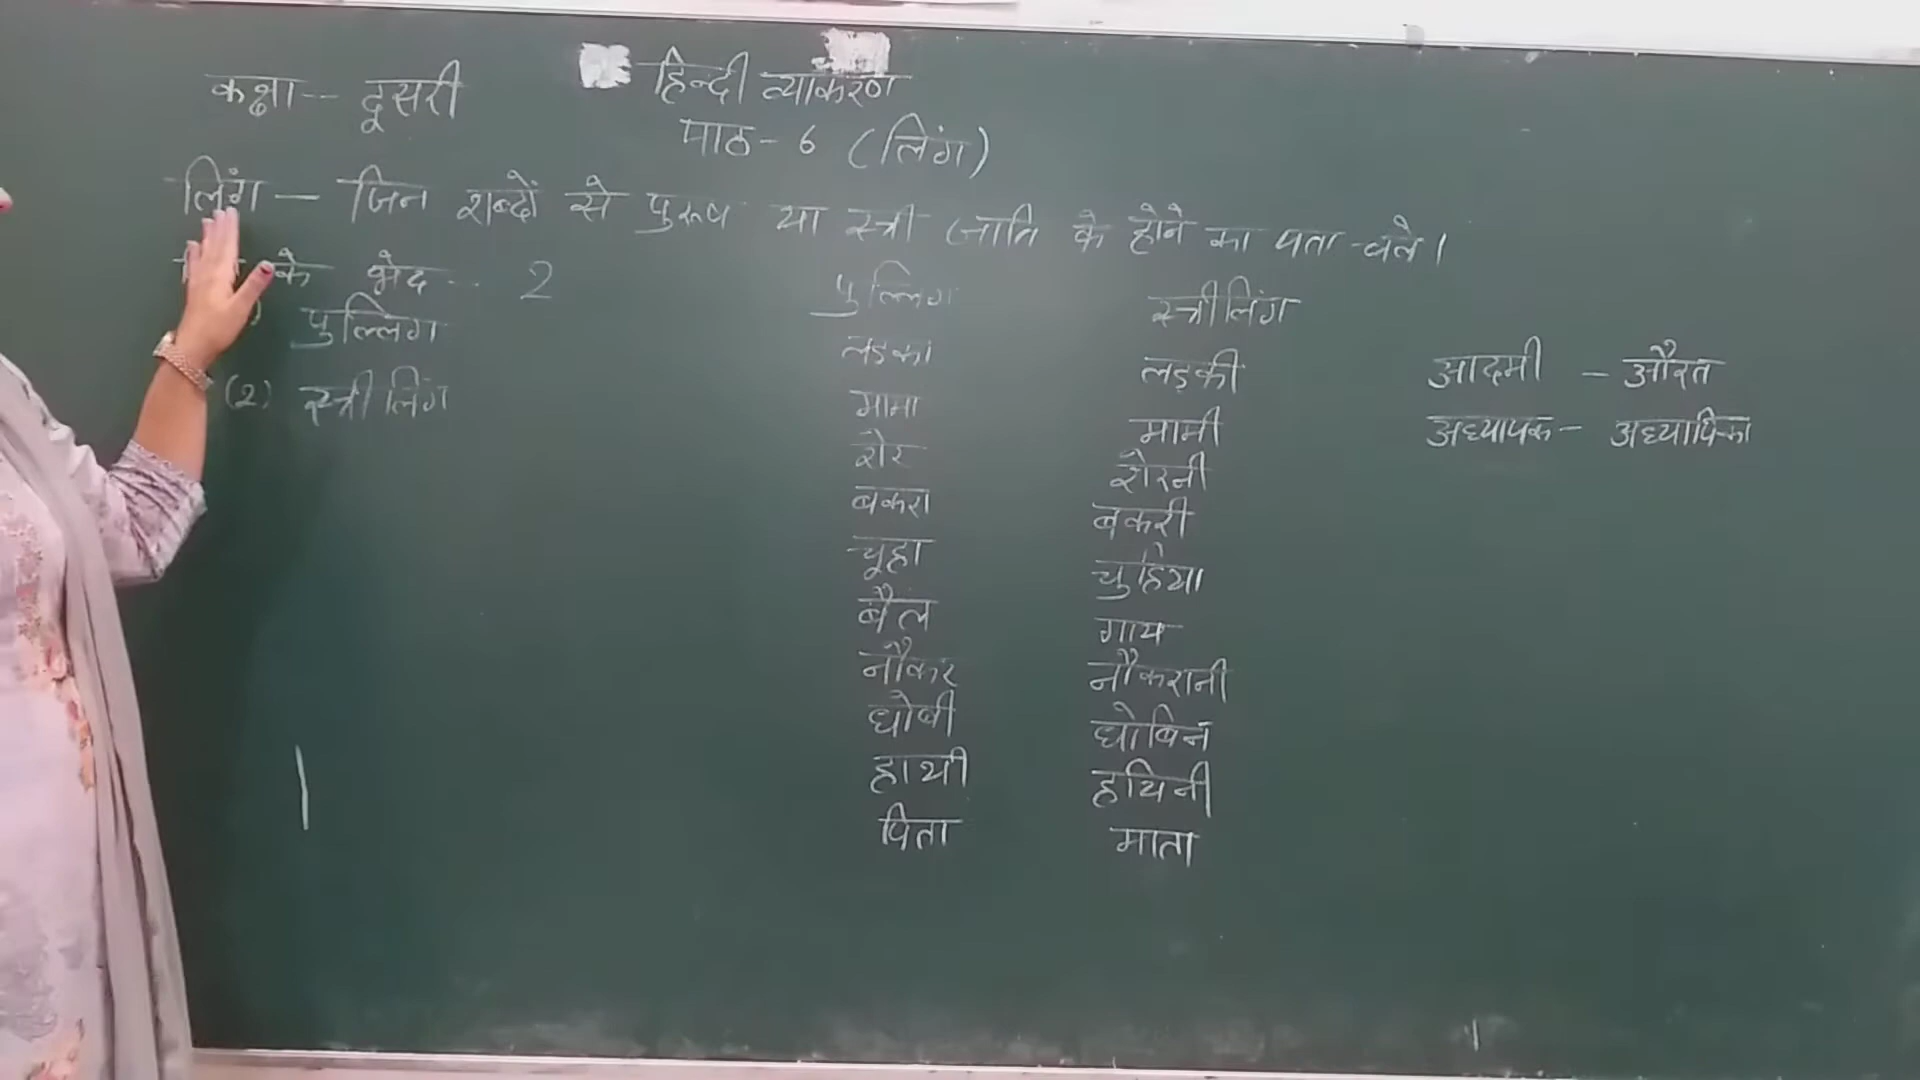 कक्षा -- दूसरी
हिन्दी व्याकरण
पाठ - 6 (लिंग)
लिंग — जिन शब्दों से पुरूष या स्त्री जाति के होने का पता चले।
के भेद -- 2
) पुल्लिंग
(2) स्त्रीलिंग
पुल्लिंग स्त्रीलिंग
लड़का लड़की
मामा मामी
शेर शेरनी
बकरा बकरी
चूहा चुहिया
बैल गाय
नौकर नौकरानी
धोबी धोबिन
हाथी हथिनी
पिता माता
आदमी - औरत
अध्यापक - अध्यापिका